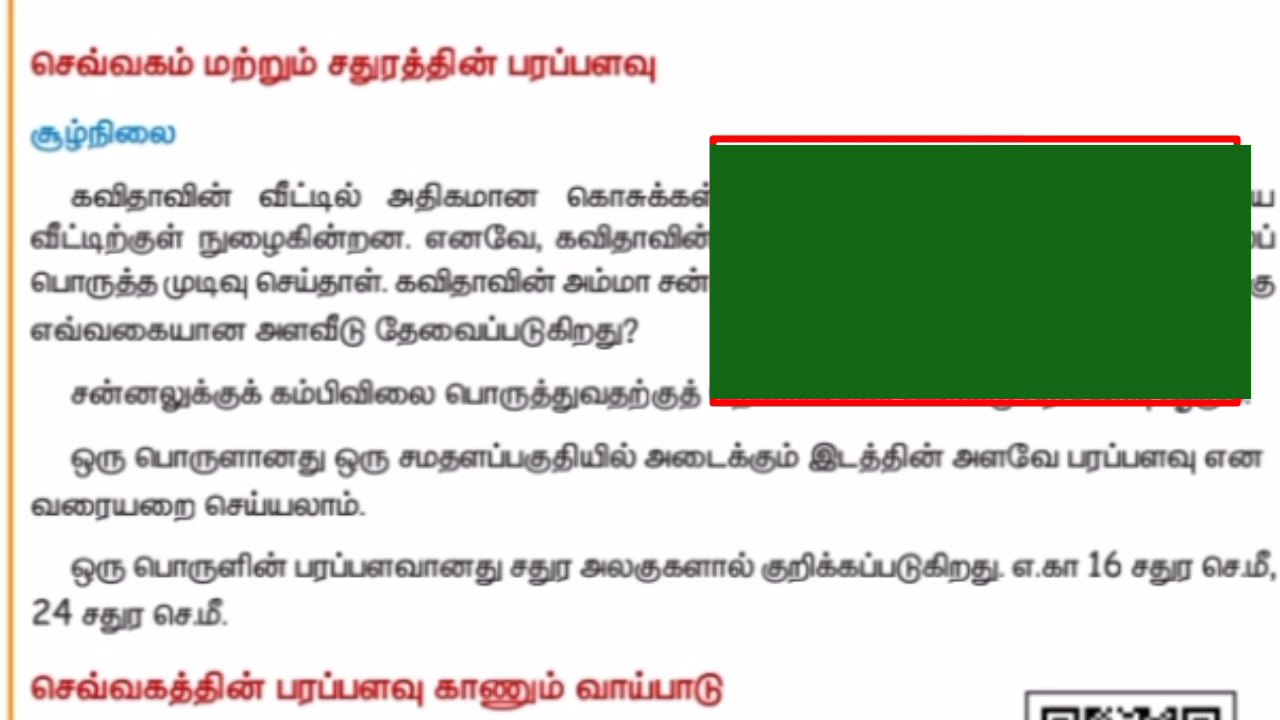 செவ்வகம் மற்றும் சதுரத்தின் பரப்பளவு
சூழ்நிலை
கவிதாவின் வீட்டில் அதிகமான கொசுக்கள்
வீட்டிற்குள் நுழைகின்றன. எனவே, கவிதாவின்
பொருத்த முடிவு செய்தாள். கவிதாவின் அம்மா
எவ்வகையான அளவீடு தேவைப்படுகிறது?
சன்னலுக்குக் கம்பிவிலை பொருத்துவதற்குத்
ஒரு பொருளானது ஒரு சமதளப்பகுதியில் அடைக்கும் இடத்தின் அளவே பரப்பளவு என
வரையறை செய்யலாம்.
ஒரு பொருளின் பரப்பளவானது சதுர அலகுகளால் குறிக்கப்படுகிறது. எ.கா 16 சதுர செ.மீ,
24 சதுர செ.மீ.
செவ்வகத்தின் பரப்பளவு காணும் வாய்பாடு